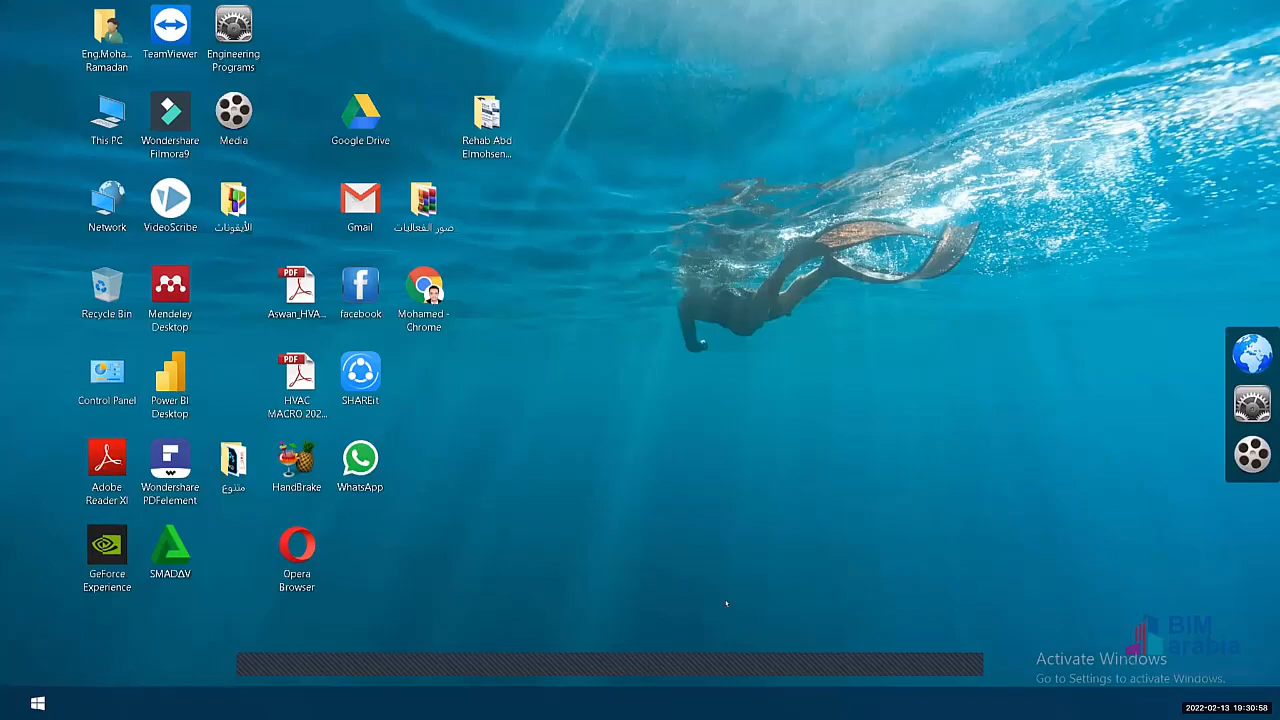 Eng.Moha...
Ramadan
TeamViewer
Engineering
Programs
This PC
Wondershare
Filmora9
Media
Google Drive
Rehab Abd
Elmohsen...
Network
VideoScribe
الأيقونات
Gmail
صور الفعاليات
Recycle Bin
Mendeley
Desktop
PDF
Aswan_HVA...
facebook
Mohamed -
Chrome
Control Panel
Power BI
Desktop
PDF
HVAC
MACRO 202...
SHAREit
Adobe
Reader XI
Wondershare
PDFelement
متنوع
HandBrake
WhatsApp
GeForce
Experience
SMADΔV
Opera
Browser
BIM
arabia
Activate Windows
Go to Settings to activate Windows.
2022-02-13 19:30:58